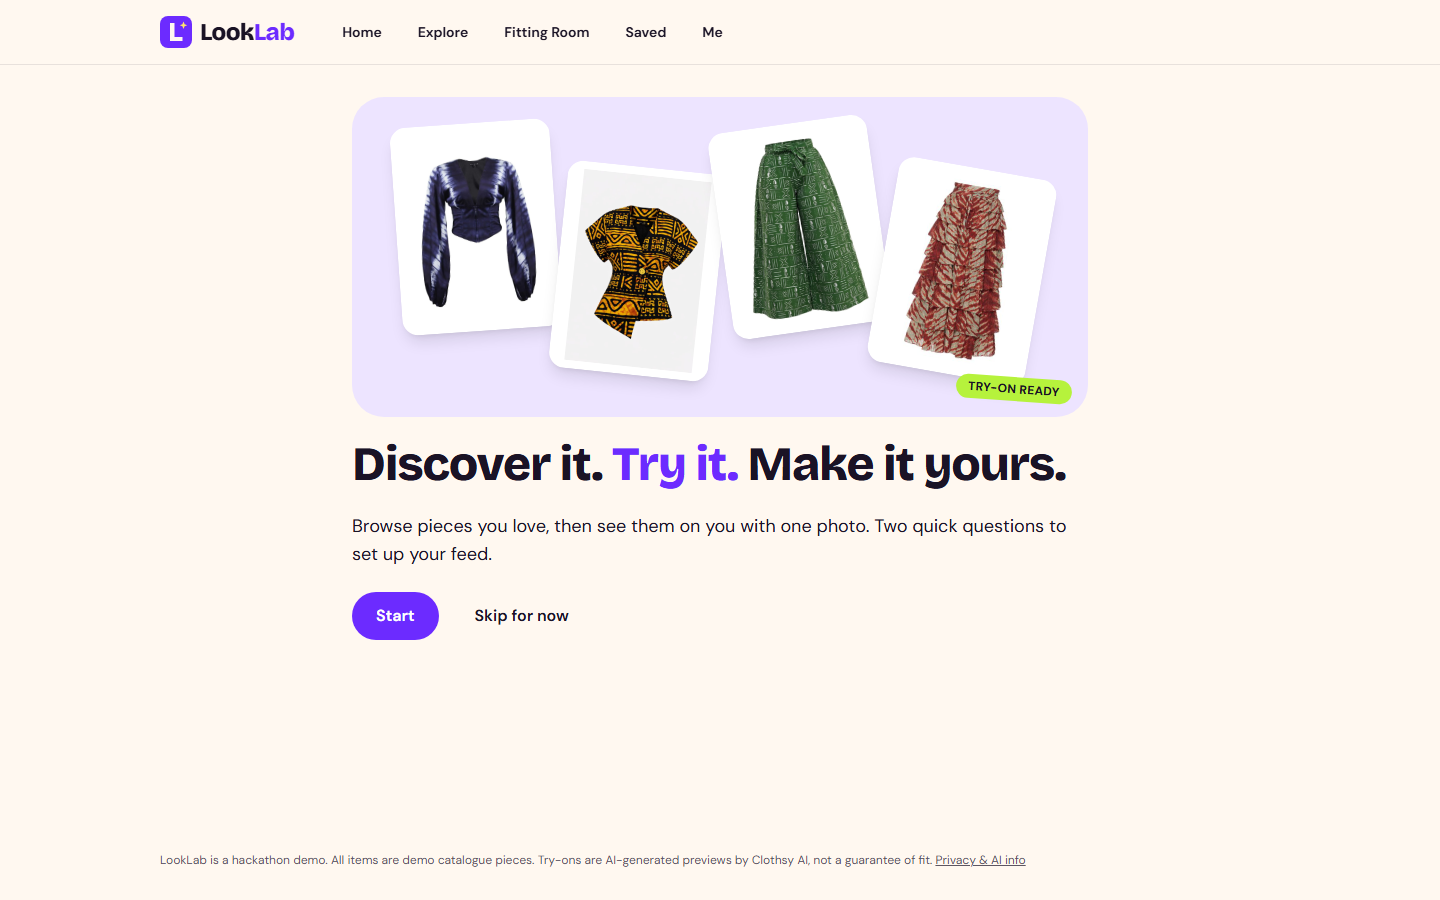 LookLab
Home
Explore
Fitting Room
Saved
Me
TRY-ON READY
Discover it. Try it. Make it yours.
Browse pieces you love, then see them on you with one photo. Two quick questions to
set up your feed.
Start
Skip for now
LookLab is a hackathon demo. All items are demo catalogue pieces. Try-ons are AI-generated previews by Clothsy AI, not a guarantee of fit. Privacy & AI info